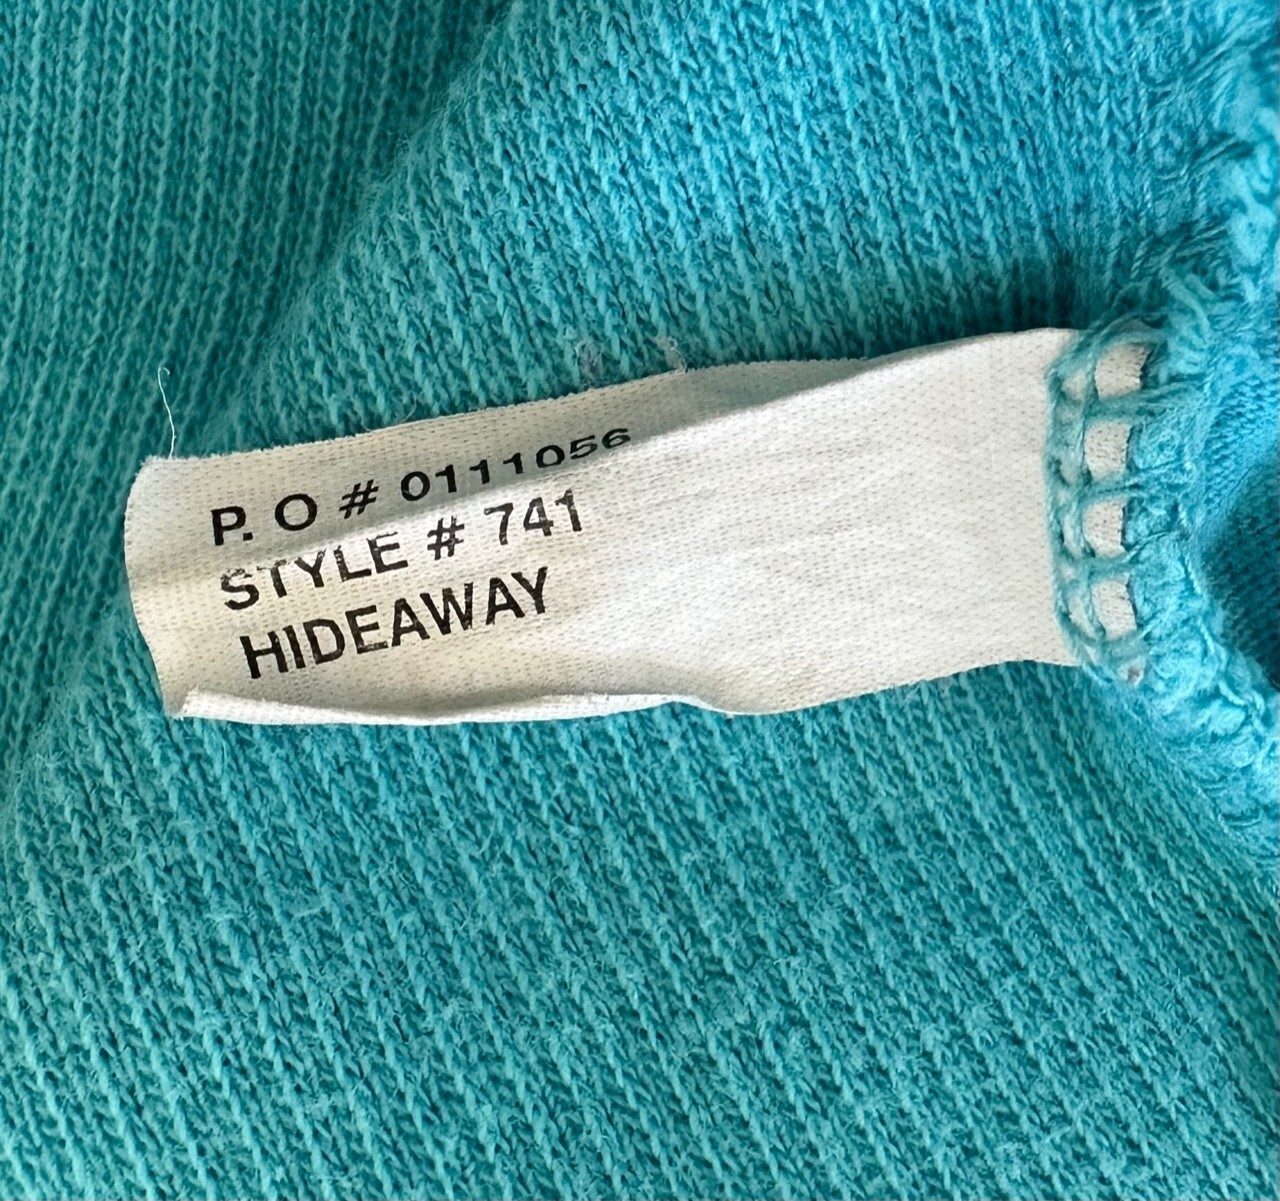 P. O # 0111056
STYLE # 741
HIDEAWAY